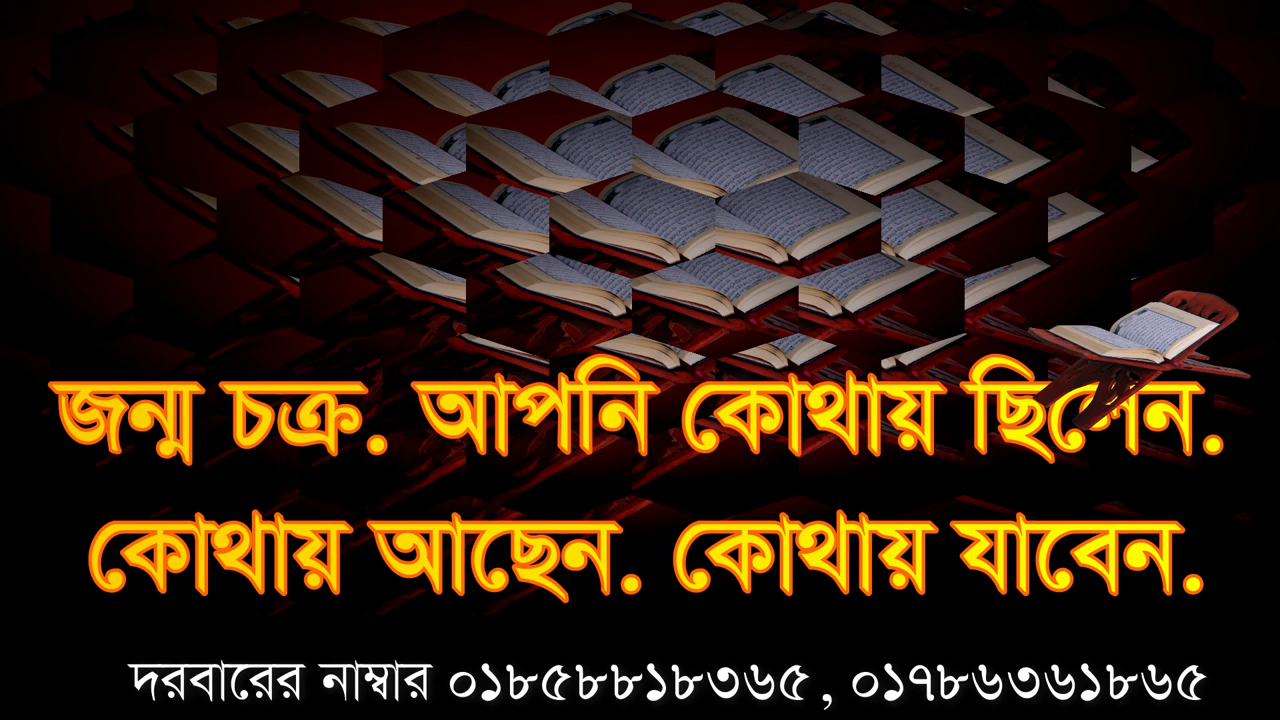 জন্ম চক্র. আপনি কোথায় ছিলেন.
কোথায় আছেন. কোথায় যাবেন.
দরবারের নাম্বার ০১৮৫৮৮১৮৩৬৫, ০১৭৮৬৩৬১৮৬৫